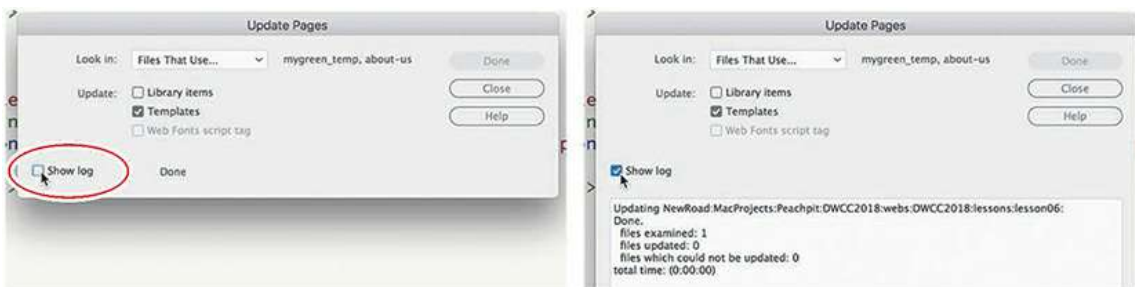 Update Pages
Look in: Files That Use... mygreen_temp, about-us Done
Update: Library items Close
Templates Help
Web Fonts script tag
Show log Done
Update Pages
Look in: Files That Use... mygreen_temp, about-us Done
Update: Library items Close
Templates Help
Web Fonts script tag
Show log
Updating NewRoad:MacProjects:Peachpit:DWCC2018:webs:DWCC2018:lessons:lesson06:
Done.
files examined: 1
files updated: 0
files which could not be updated: 0
total time: (0:00:00)